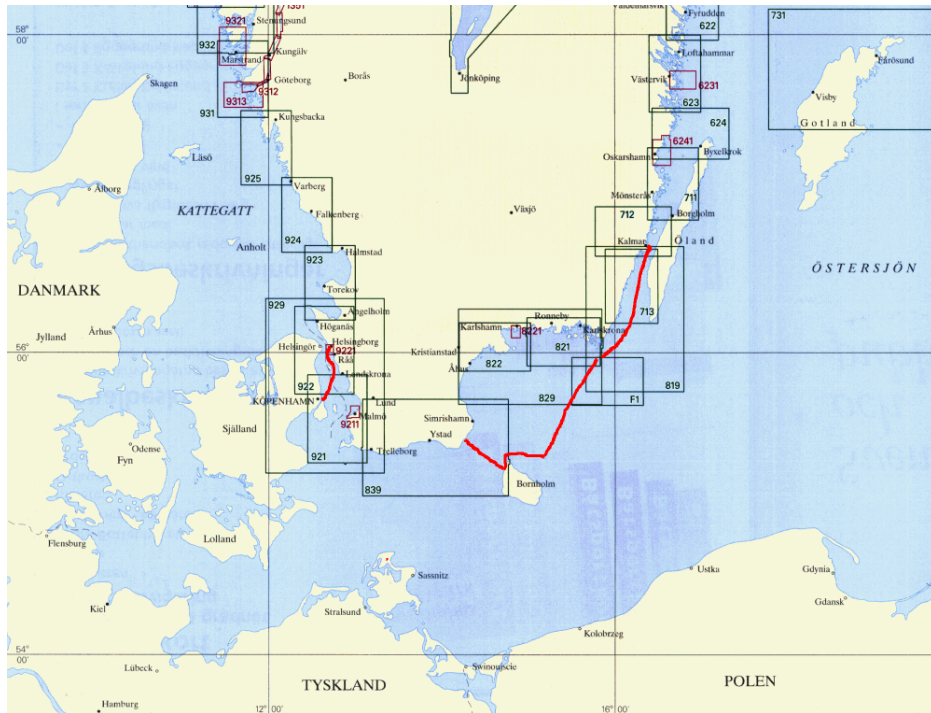 9321
Stenungsund
1351
58°
00'
932
Marstrand
Kungälv
Göteborg
9312
9313
931
Kungsbacka
Skagen
Borås
Jönköping
Valdemarsvik
Fyrudden
622
Loftahammar
Västervik
6231
623
624
731
Fårösund
Visby
Gotland
Läsö
925
Varberg
Ålborg
KATTEGATT
Falkenberg
924
Anholt
923
Halmstad
Växjö
6241
Oskarshamn
Byxelkrok
Mönsterås
711
712
Borgholm
Kalmar
Öland
ÖSTERSJÖN
DANMARK
Torekov
929
Ängelholm
Höganäs
Jylland
Århus
Helsingör
Helsingborg
9221
Råå
Landskrona
922
KÖPENHAMN
Lund
Malmö
9211
Själland
921
Trelleborg
Ystad
Simrishamn
839
Bornholm
713
Karlshamn
8221
Ronneby
Karlskrona
821
Kristianstad
822
Åhus
829
F1
819
56°
00'
Odense
Fyn
Lolland
Flensburg
Kiel
Sassnitz
Stralsund
Lübeck
Swinoujscie
Kolobrzeg
Ustka
Gdynia
Gdansk
54°
00'
TYSKLAND
POLEN
Hamburg
12° 00'
16° 00'